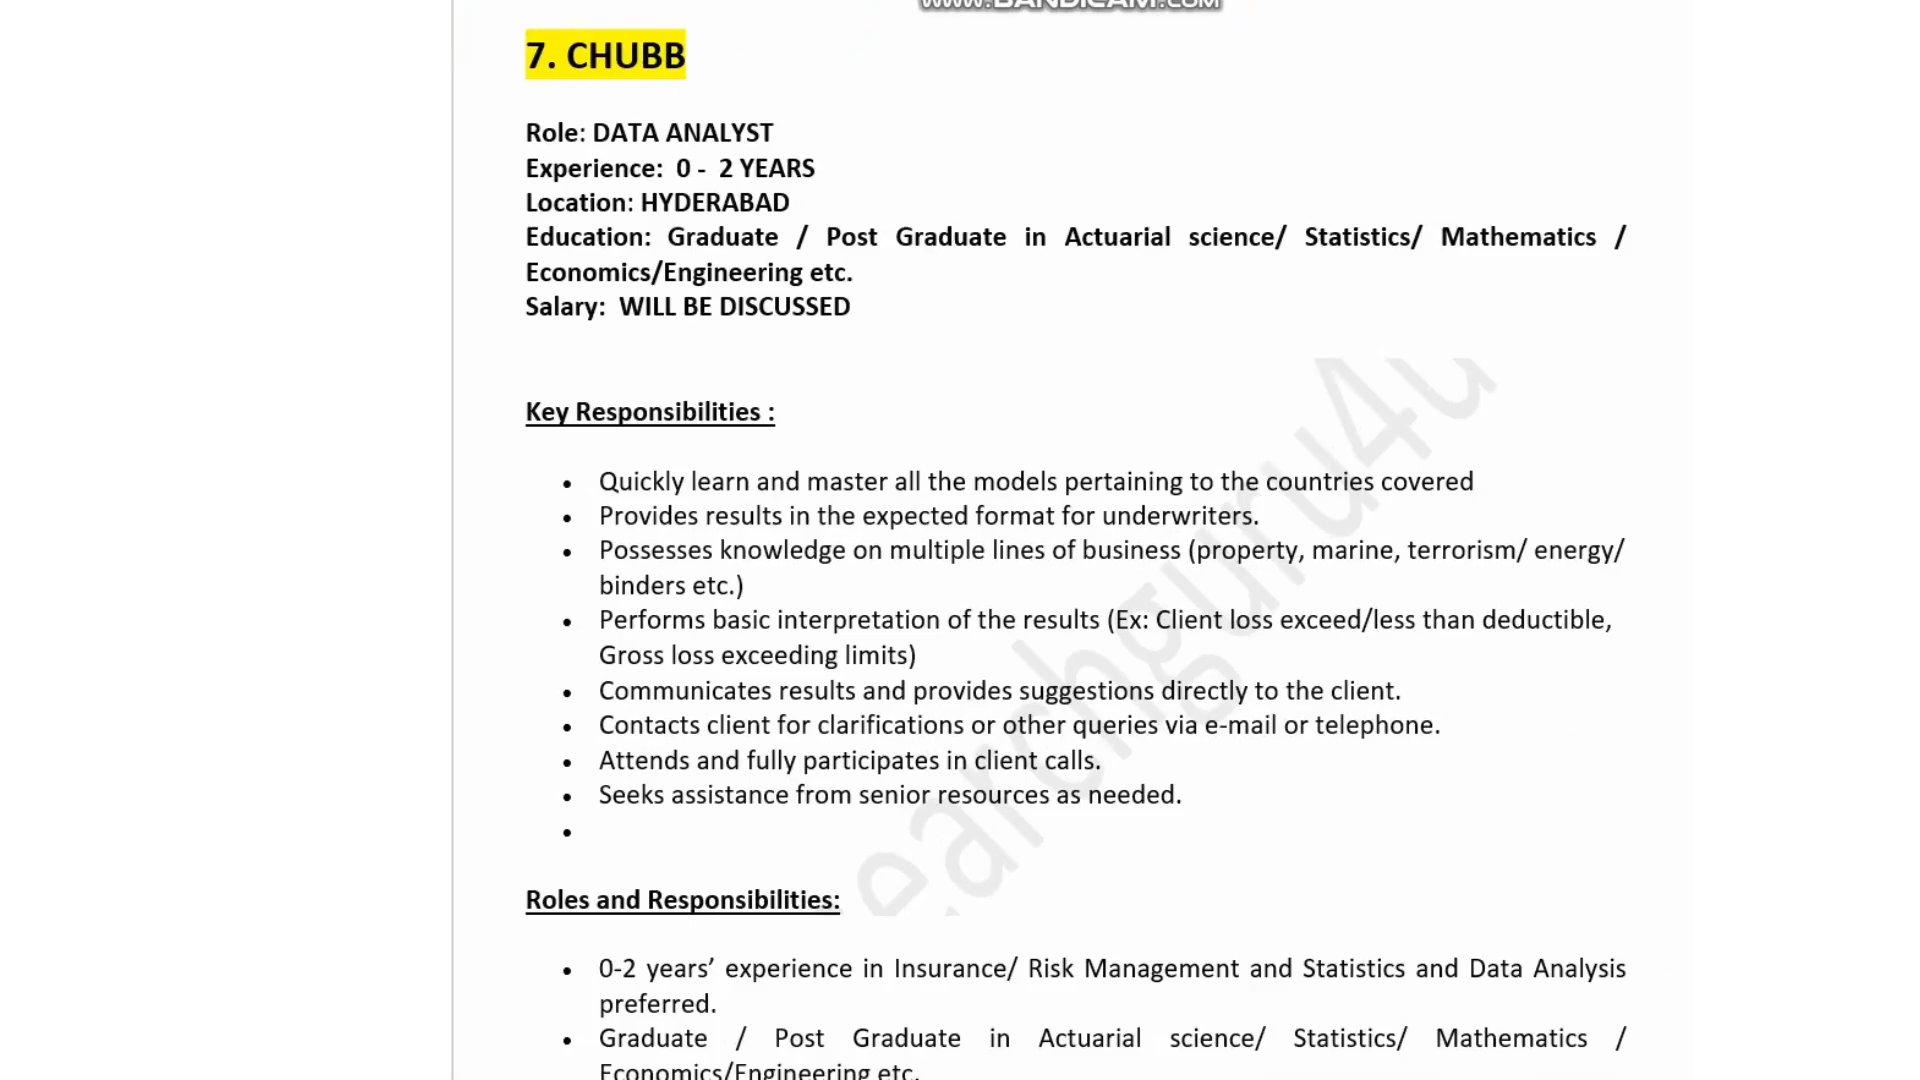 www.BANDICAM.com
7. CHUBB
Role: DATA ANALYST
Experience:  0 -  2 YEARS
Location: HYDERABAD
Education: Graduate / Post Graduate in Actuarial science/ Statistics/ Mathematics /
Economics/Engineering etc.
Salary:  WILL BE DISCUSSED
Key Responsibilities :
• Quickly learn and master all the models pertaining to the countries covered
• Provides results in the expected format for underwriters.
• Possesses knowledge on multiple lines of business (property, marine, terrorism/ energy/
binders etc.)
• Performs basic interpretation of the results (Ex: Client loss exceed/less than deductible,
Gross loss exceeding limits)
• Communicates results and provides suggestions directly to the client.
• Contacts client for clarifications or other queries via e-mail or telephone.
• Attends and fully participates in client calls.
• Seeks assistance from senior resources as needed.
•
Roles and Responsibilities:
• 0-2 years’ experience in Insurance/ Risk Management and Statistics and Data Analysis
preferred.
• Graduate / Post Graduate in Actuarial science/ Statistics/ Mathematics /
Economics/Engineering etc.